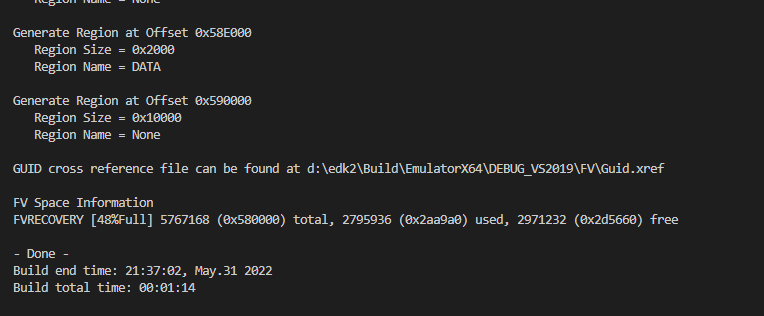 Region Name = None
Generate Region at Offset 0x58E000
Region Size = 0x2000
Region Name = DATA
Generate Region at Offset 0x590000
Region Size = 0x10000
Region Name = None
GUID cross reference file can be found at d:\edk2\Build\EmulatorX64\DEBUG_VS2019\FV\Guid.xref
FV Space Information
FVRECOVERY [48%Full] 5767168 (0x580000) total, 2795936 (0x2aa9a0) used, 2971232 (0x2d5660) free
- Done -
Build end time: 21:37:02, May.31 2022
Build total time: 00:01:14